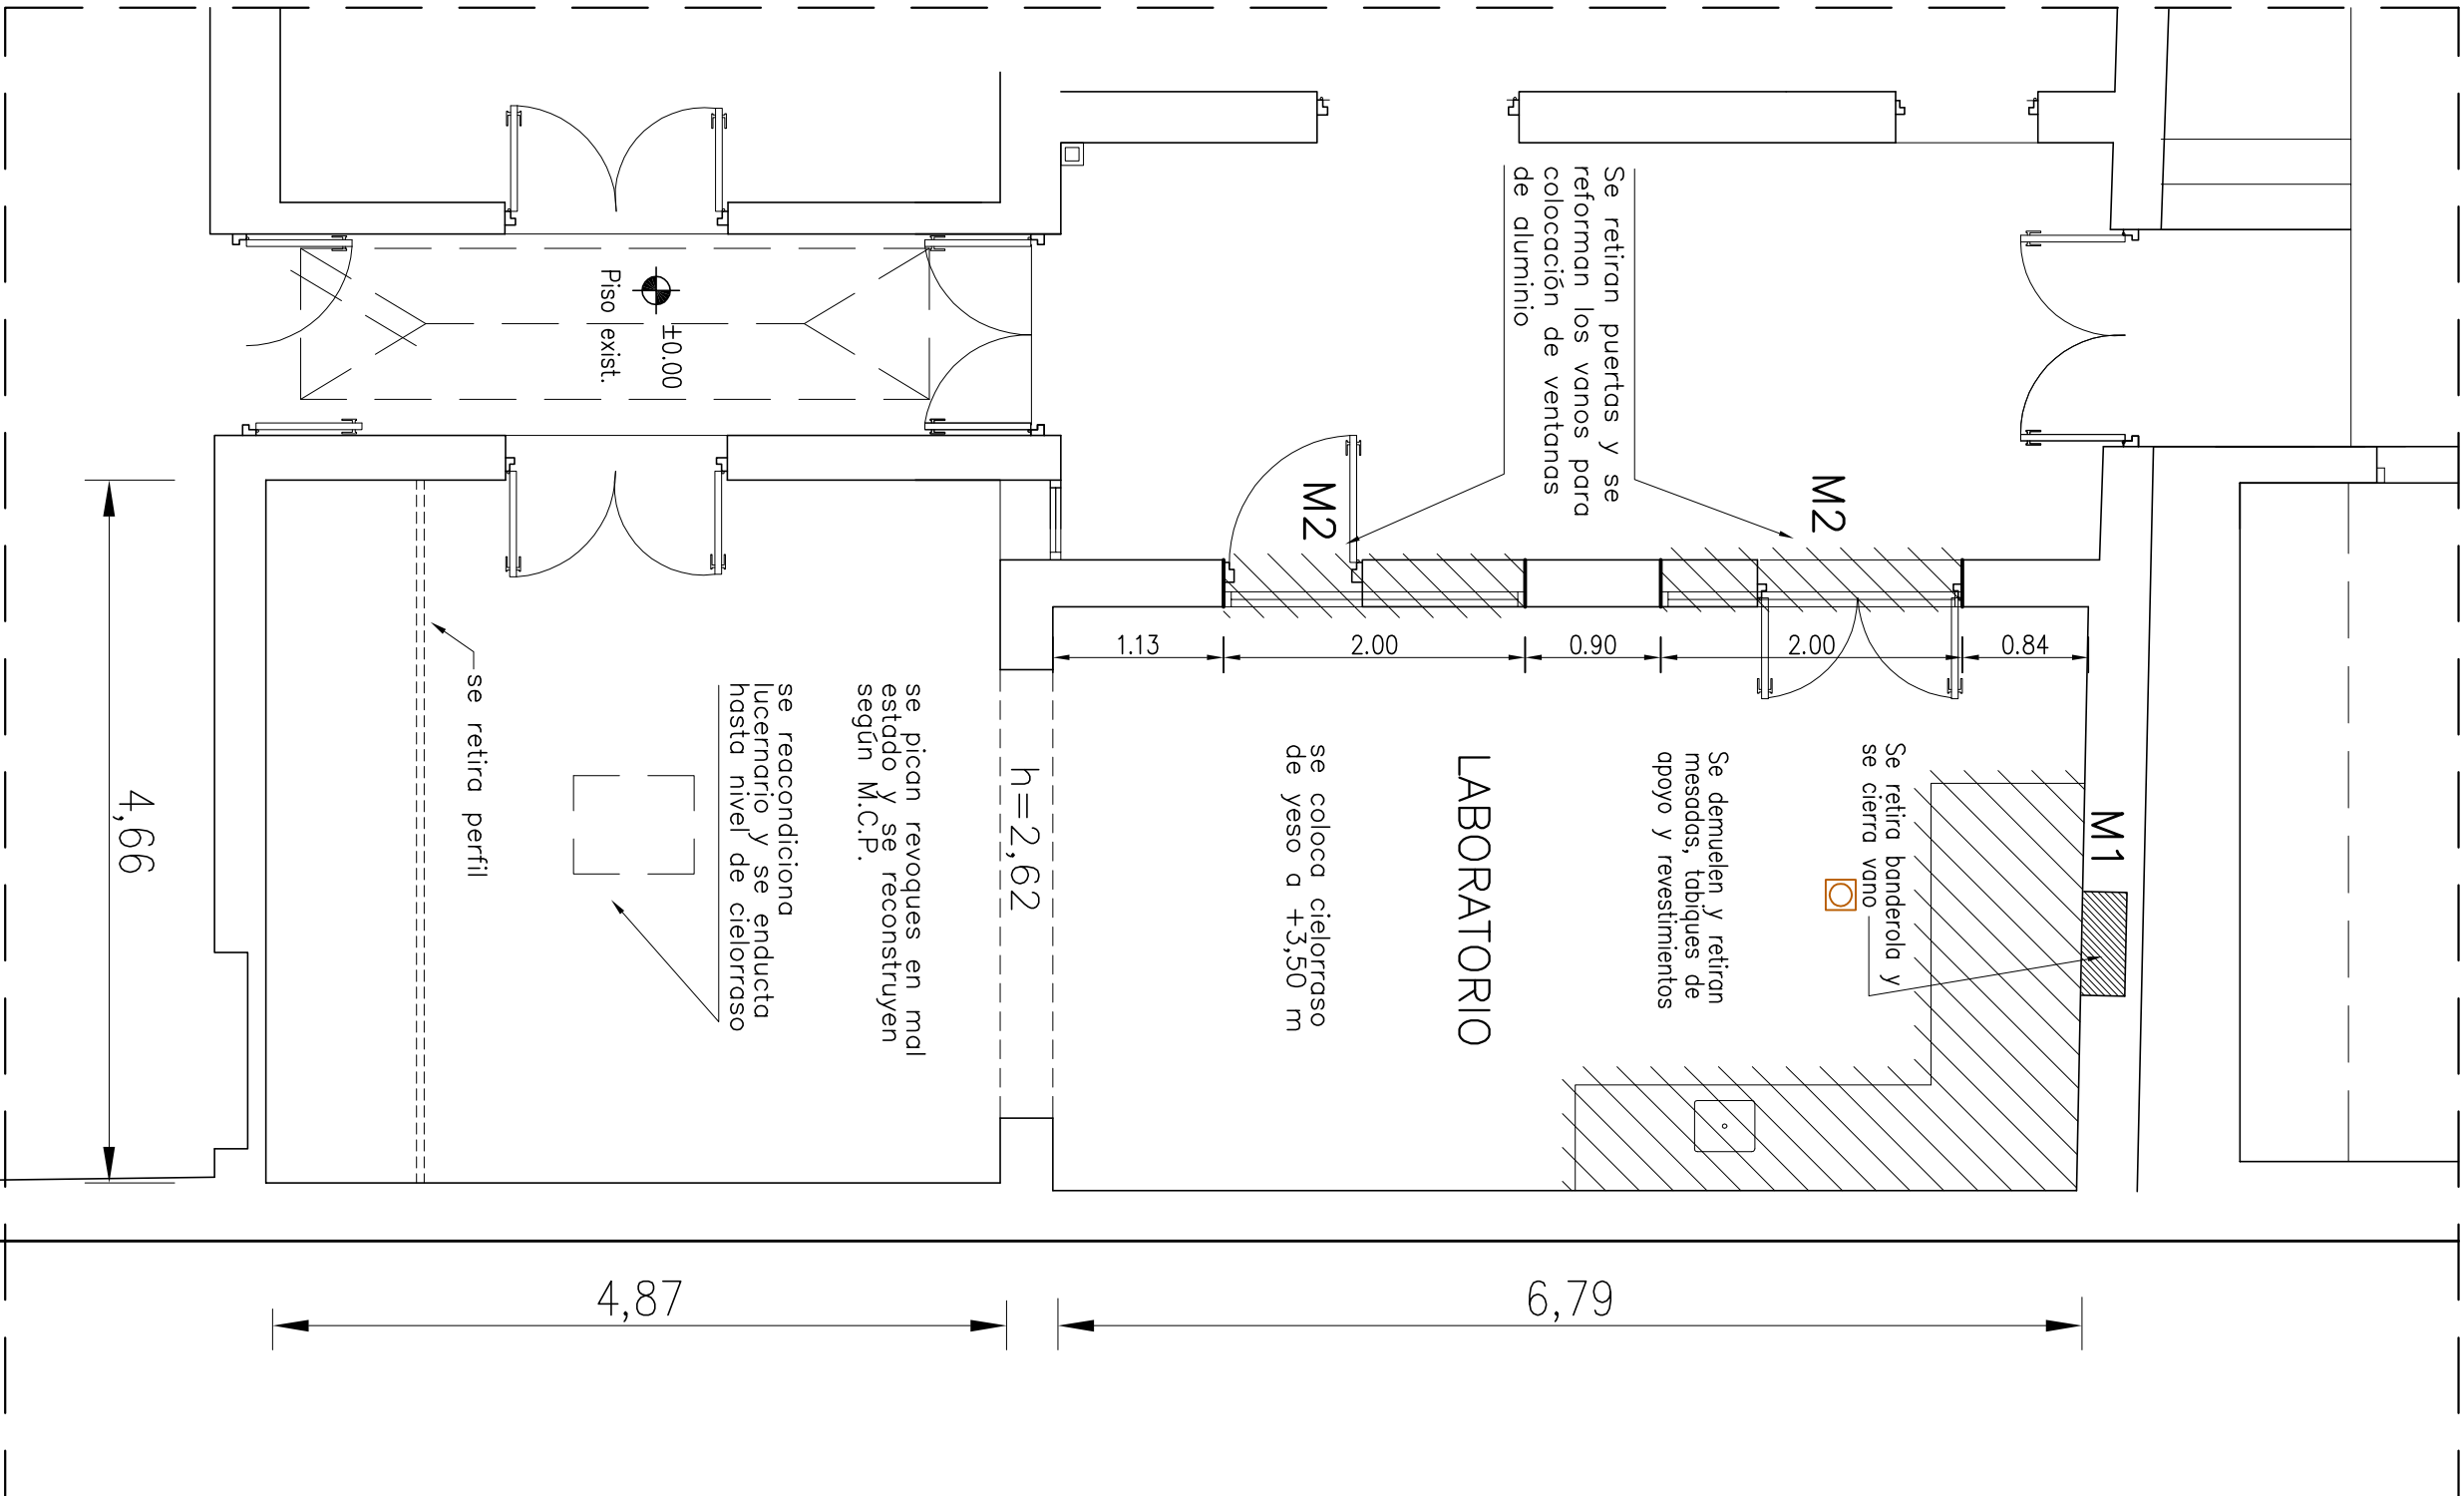 Se retiran puertas y se
reforman los vanos para
colocación de ventanas
de aluminio
M2
M2
±0.00
Piso exist.
1.13
2.00
0.90
2.00
0.84
M1
Se retira banderola y
se cierra vano
Se demuelen y retiran
mesadas, tabiques de
apoyo y revestimientos
LABORATORIO
se coloca cielorraso
de yeso a +3,50 m
h=2,62
se pican revoques en mal
estado y se reconstruyen
según M.C.P.
se reacondiciona
lucernario y se enducta
hasta nivel de cielorraso
se retira perfil
4,66
4,87
6,79